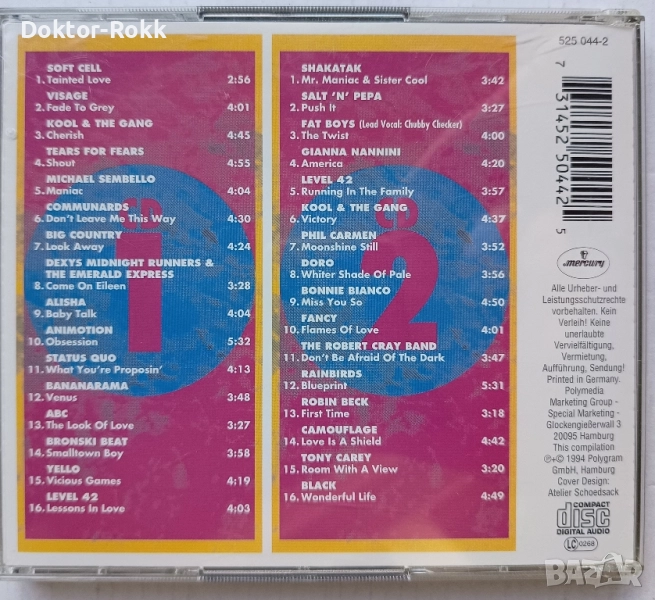 Doktor-Rokk
SOFT CELL
1. Tainted Love 2:56
VISAGE
2. Fade To Grey 4:01
KOOL & THE GANG
3. Cherish 4:45
TEARS FOR FEARS
4. Shout 4:55
MICHAEL SEMBELLO
5. Maniac 4:04
COMMUNARDS
6. Don't Leave Me This Way 4:30
BIG COUNTRY
7. Look Away 4:24
DEXYS MIDNIGHT RUNNERS &
THE EMERALD EXPRESS
8. Come On Eileen 3:28
ALISHA
9. Baby Talk 4:04
ANIMOTION
10. Obsession 5:32
STATUS QUO
11. What You're Proposin' 4:13
BANANARAMA
12. Venus 3:48
ABC
13. The Look Of Love 3:27
BRONSKI BEAT
14. Smalltown Boy 3:58
YELLO
15. Vicious Games 4:19
LEVEL 42
16. Lessons In Love 4:03
CD
1
SHAKATAK
1. Mr. Maniac & Sister Cool 3:42
SALT 'N' PEPA
2. Push It 3:27
FAT BOYS (Lead Vocal: Chubby Checker)
3. The Twist 4:00
GIANNA NANNINI
4. America 4:20
LEVEL 42
5. Running In The Family 3:57
KOOL & THE GANG
6. Victory 4:37
PHIL CARMEN
7. Moonshine Still 3:52
DORO
8. Whiter Shade Of Pale 3:56
BONNIE BIANCO
9. Miss You So 4:50
FANCY
10. Flames Of Love 4:01
THE ROBERT CRAY BAND
11. Don't Be Afraid Of The Dark 3:47
RAINBIRDS
12. Blueprint 5:31
ROBIN BECK
13. First Time 3:18
CAMOUFLAGE
14. Love Is A Shield 4:42
TONY CAREY
15. Room With A View 3:20
BLACK
16. Wonderful Life 4:49
CD
2
525 044-2
7 31452 50442 5
mercury
Alle Urheber- und
Leistungsschutzrechte
vorbehalten. Kein
Verleih! Keine
unerlaubte
Vervielfältigung,
Vermietung,
Aufführung, Sendung!
Printed in Germany.
Polymedia
Marketing Group -
Special Marketing -
Glockengießerwall 3
20095 Hamburg
This compilation
℗+© 1994 Polygram
GmbH, Hamburg
Cover Design:
Atelier Schoedsack
COMPACT
disc
DIGITAL AUDIO
LC 0268
BAZAR